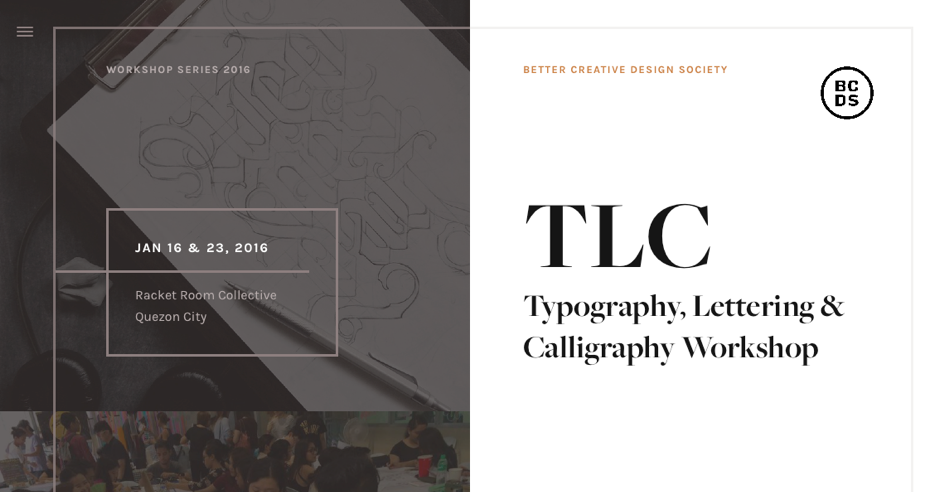 WORKSHOP SERIES 2016
JAN 16 & 23, 2016
Racket Room Collective
Quezon City
BETTER CREATIVE DESIGN SOCIETY
BC
DS
TLC
Typography, Lettering &
Calligraphy Workshop